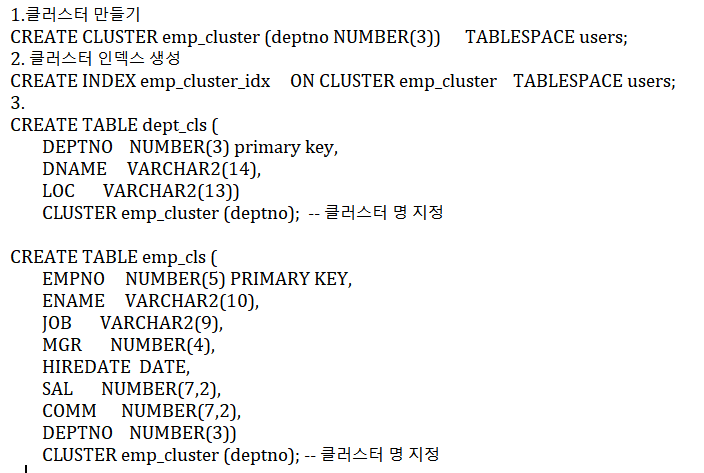 1.클러스터 만들기
CREATE CLUSTER emp_cluster (deptno NUMBER(3)) TABLESPACE users;
2. 클러스터 인덱스 생성
CREATE INDEX emp_cluster_idx ON CLUSTER emp_cluster TABLESPACE users;
3.
CREATE TABLE dept_cls (
DEPTNO NUMBER(3) primary key,
DNAME VARCHAR2(14),
LOC VARCHAR2(13))
CLUSTER emp_cluster (deptno); -- 클러스터 명 지정
CREATE TABLE emp_cls (
EMPNO NUMBER(5) PRIMARY KEY,
ENAME VARCHAR2(10),
JOB VARCHAR2(9),
MGR NUMBER(4),
HIREDATE DATE,
SAL NUMBER(7,2),
COMM NUMBER(7,2),
DEPTNO NUMBER(3))
CLUSTER emp_cluster (deptno); -- 클러스터 명 지정